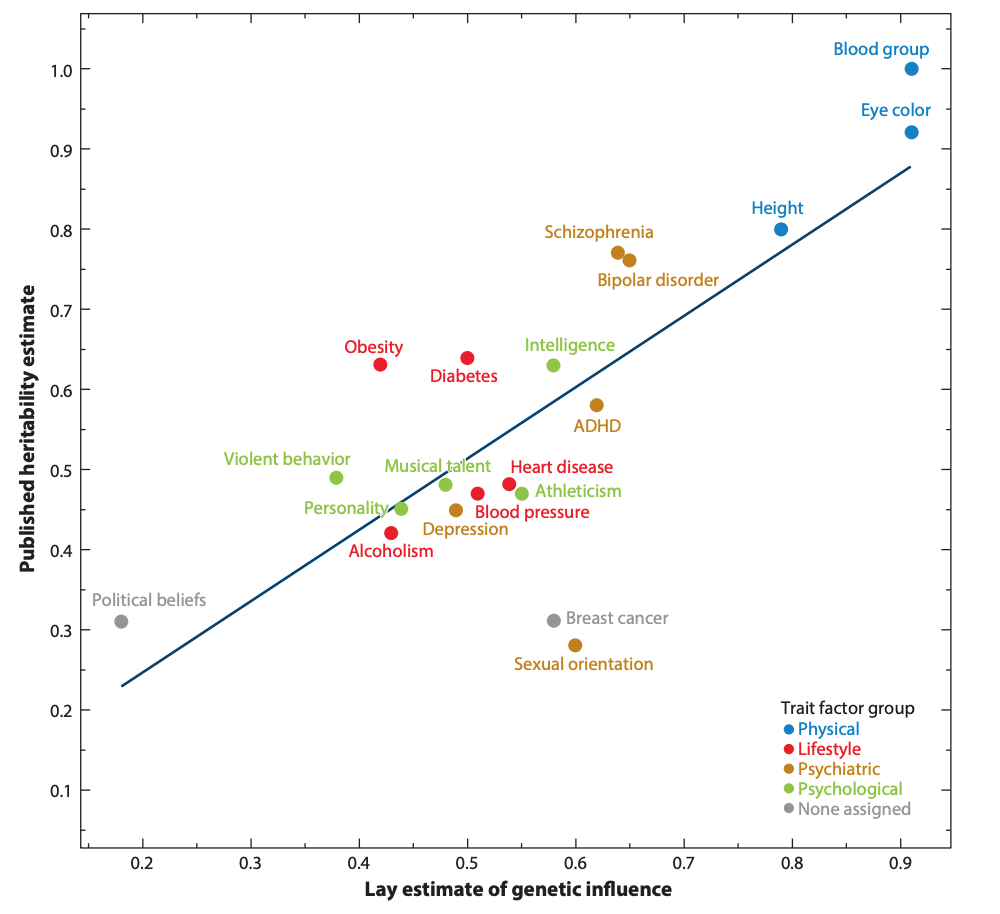 Blood group
1.0
Eye color
0.9
Height
0.8
Schizophrenia
Bipolar disorder
0.7
Obesity
Intelligence
Diabetes
0.6
ADHD
Published heritability estimate
Violent behavior
Musical talent
Heart disease
0.5
Athleticism
Personality
Blood pressure
Depression
Alcoholism
0.4
Political beliefs
Breast cancer
0.3
Sexual orientation
0.2
Trait factor group
Physical
Lifestyle
Psychiatric
0.1
Psychological
None assigned
0.2 0.3 0.4 0.5 0.6 0.7 0.8 0.9
Lay estimate of genetic influence